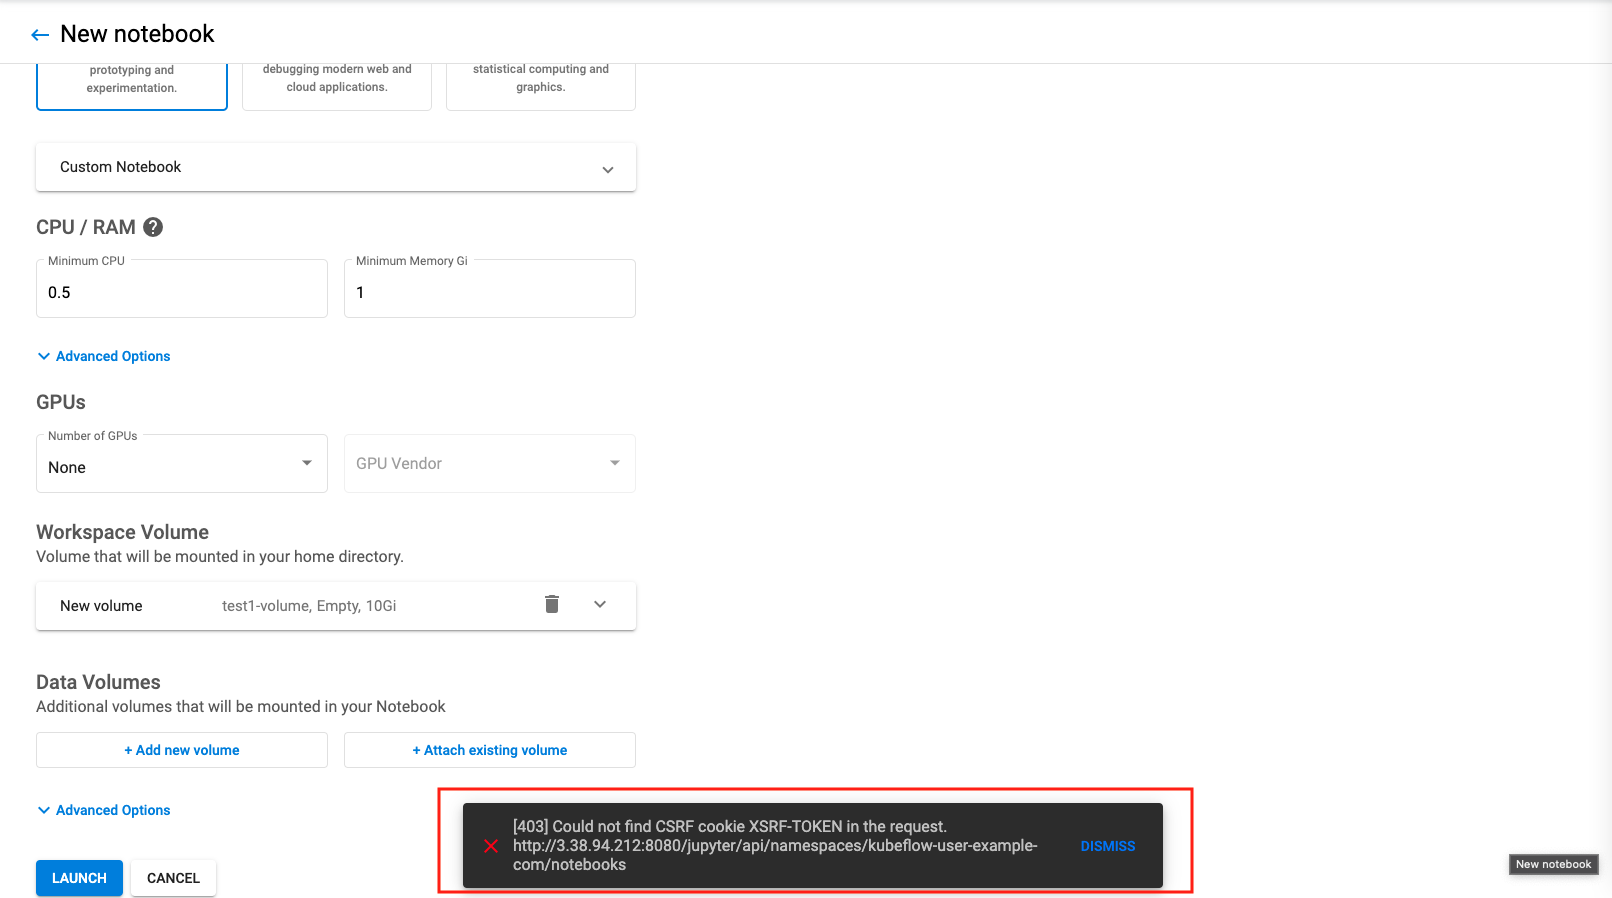 New notebook
prototyping and
experimentation.
debugging modern web and
cloud applications.
statistical computing and
graphics.
Custom Notebook
CPU / RAM ?
Minimum CPU
0.5
Minimum Memory Gi
1
Advanced Options
GPUs
Number of GPUs
None
GPU Vendor
Workspace Volume
Volume that will be mounted in your home directory.
New volume test1-volume, Empty, 10Gi
Data Volumes
Additional volumes that will be mounted in your Notebook
+ Add new volume
+ Attach existing volume
Advanced Options
[403] Could not find CSRF cookie XSRF-TOKEN in the request.
http://3.38.94.212:8080/jupyter/api/namespaces/kubeflow-user-example-
com/notebooks
DISMISS
New notebook
LAUNCH
CANCEL